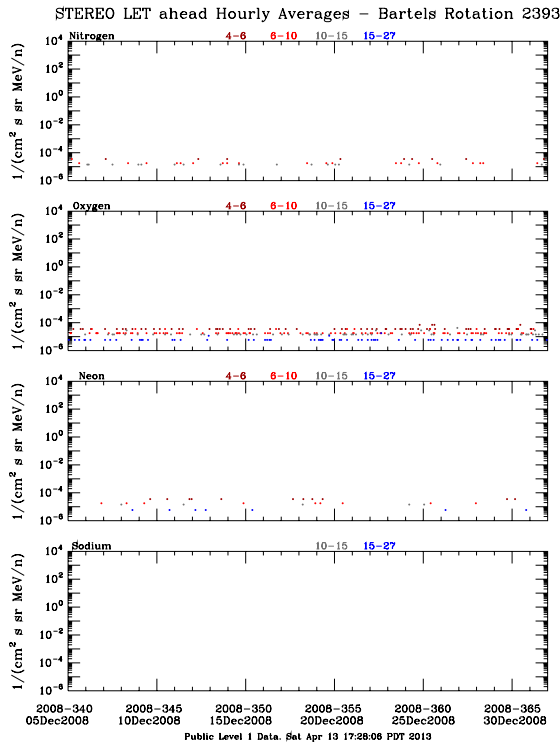 STEREO LET ahead Hourly Averages – Bartels Rotation 2393
Nitrogen 4–6 6–10 10–15 15–27
10^4
10^2
10^0
10^-2
10^-4
10^-6
1/(cm^2 s sr MeV/n)
Oxygen 4–6 6–10 10–15 15–27
10^4
10^2
10^0
10^-2
10^-4
10^-6
1/(cm^2 s sr MeV/n)
Neon 4–6 6–10 10–15 15–27
10^4
10^2
10^0
10^-2
10^-4
10^-6
1/(cm^2 s sr MeV/n)
Sodium 10–15 15–27
10^4
10^2
10^0
10^-2
10^-4
10^-6
1/(cm^2 s sr MeV/n)
2008–340 2008–345 2008–350 2008–355 2008–360 2008–365
05Dec2008 10Dec2008 15Dec2008 20Dec2008 25Dec2008 30Dec2008
Public Level 1 Data. Sat Apr 13 17:28:06 PDT 2013